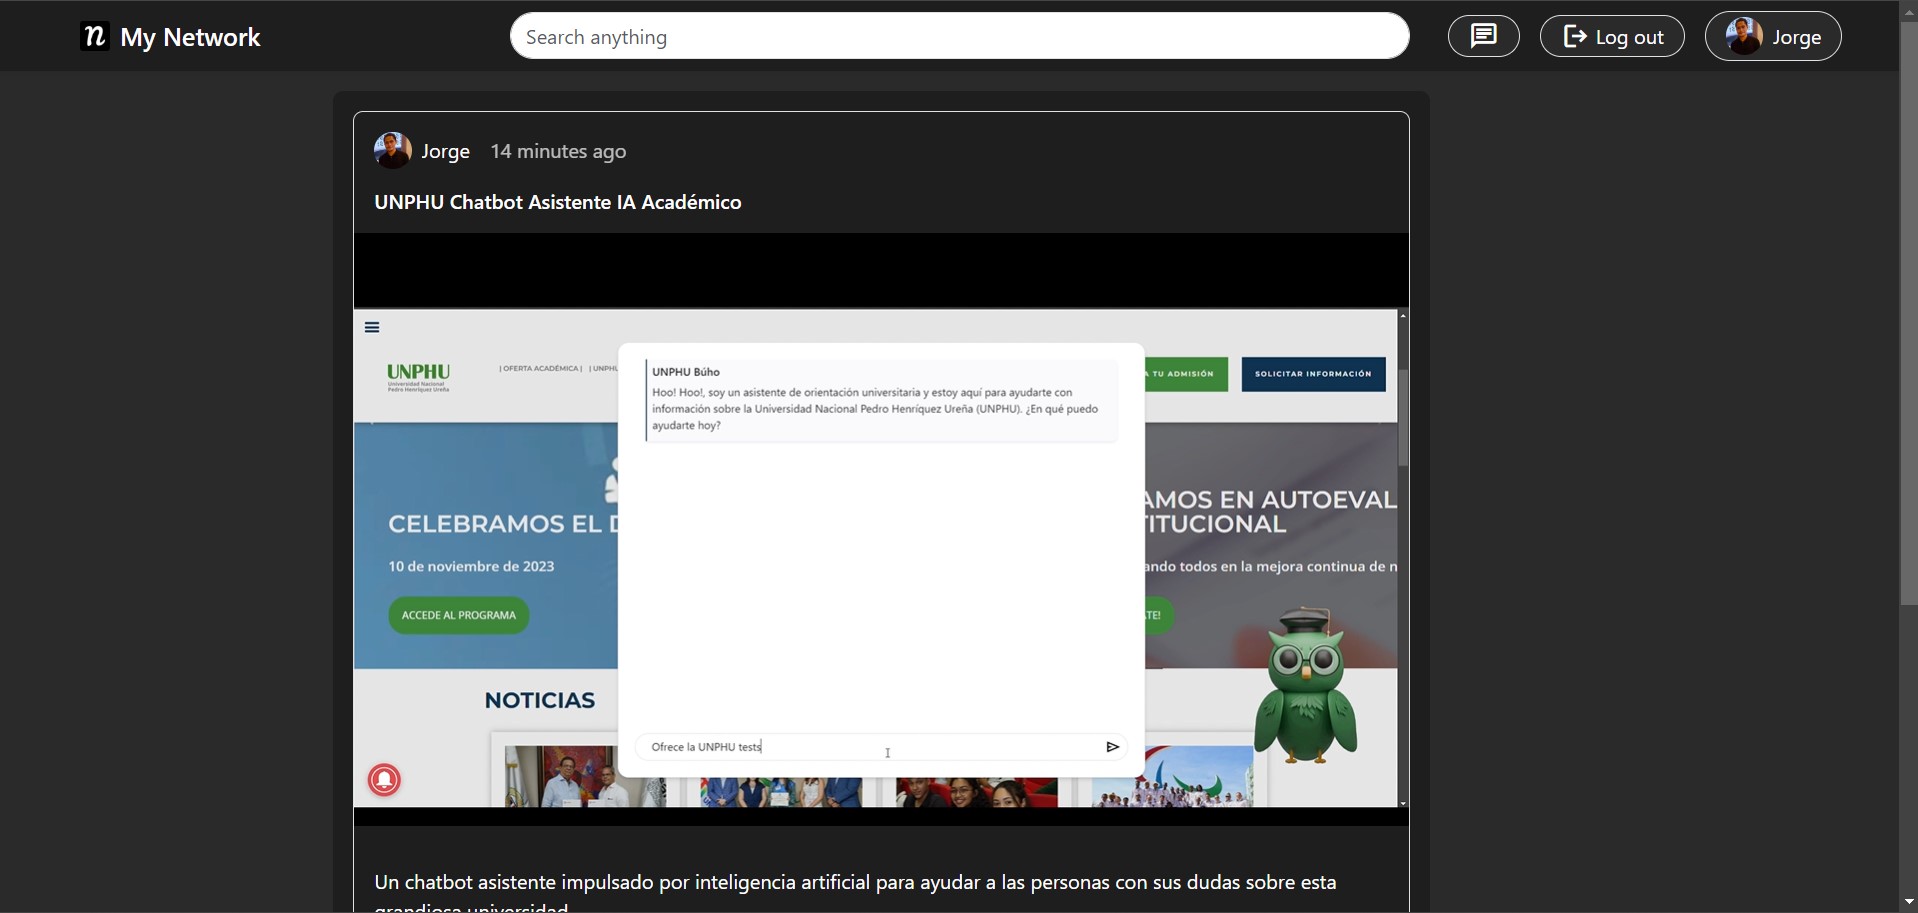 n My Network
Search anything
Log out
Jorge
Jorge 14 minutes ago
UNPHU Chatbot Asistente IA Académico
UNPHU
Universidad Nacional
Pedro Henríquez Ureña
| OFERTA ACADÉMICA | | UNPHU
A TU ADMISIÓN
SOLICITAR INFORMACIÓN
UNPHU Búho
Hoo! Hoo!, soy un asistente de orientación universitaria y estoy aquí para ayudarte con
información sobre la Universidad Nacional Pedro Henríquez Ureña (UNPHU). ¿En qué puedo
ayudarte hoy?
CELEBRAMOS EL D
10 de noviembre de 2023
ACCEDE AL PROGRAMA
AMOS EN AUTOEVAL
TITUCIONAL
ando todos en la mejora continua de n
ATE!
NOTICIAS
Ofrece la UNPHU tests
Un chatbot asistente impulsado por inteligencia artificial para ayudar a las personas con sus dudas sobre esta
grandiosa universidad